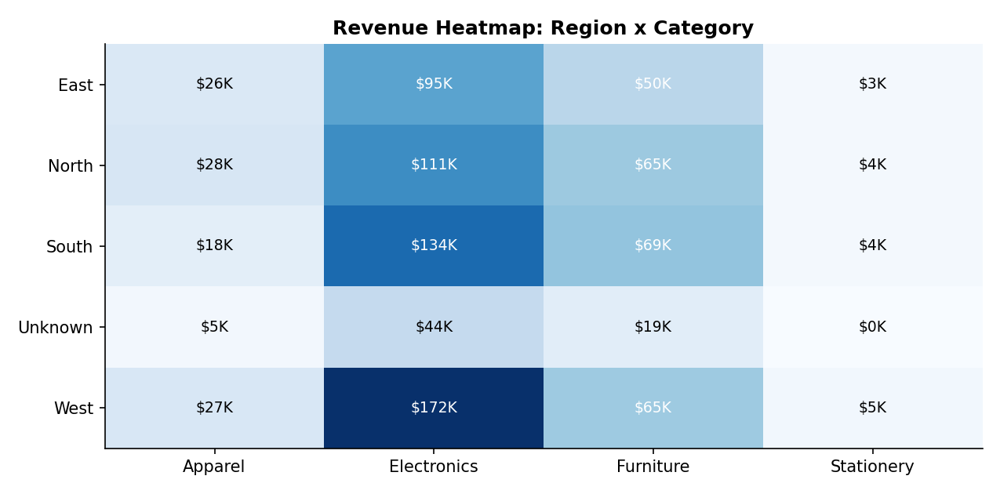 Revenue Heatmap: Region x Category
East $26K $95K $50K $3K
North $28K $111K $65K $4K
South $18K $134K $69K $4K
Unknown $5K $44K $19K $0K
West $27K $172K $65K $5K
Apparel Electronics Furniture Stationery